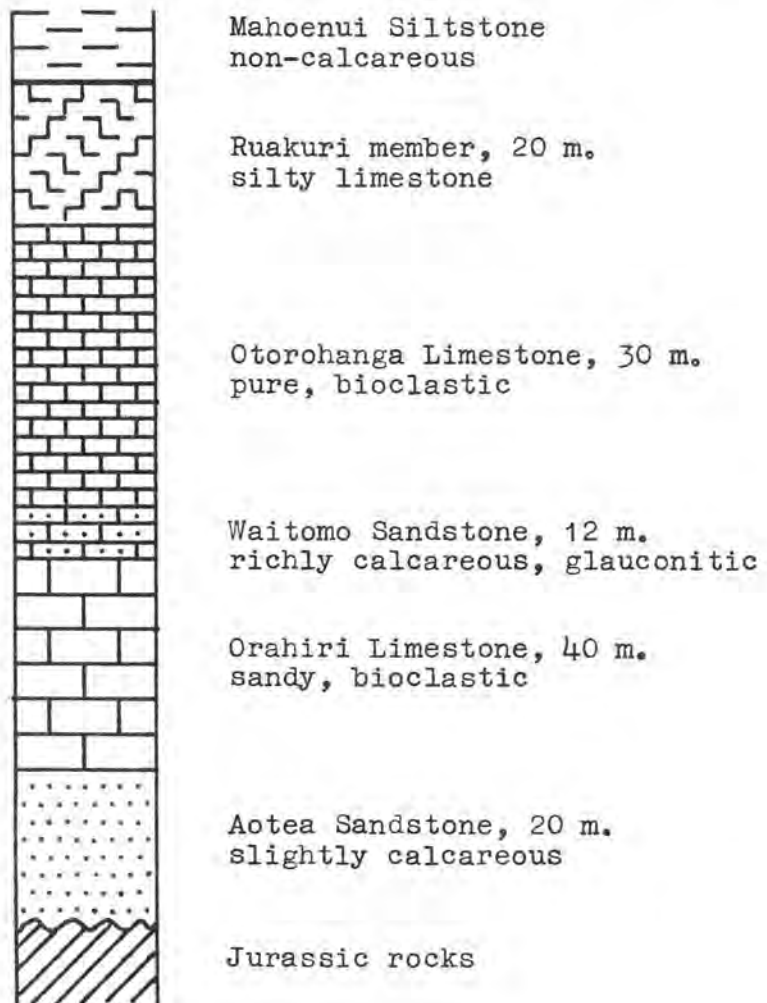 Mahoenui Siltstone
non-calcareous
Ruakuri member, 20 m.
silty limestone
Otorohanga Limestone, 30 m.
pure, bioclastic
Waitomo Sandstone, 12 m.
richly calcareous, glauconitic
Orahiri Limestone, 40 m.
sandy, bioclastic
Aotea Sandstone, 20 m.
slightly calcareous
Jurassic rocks